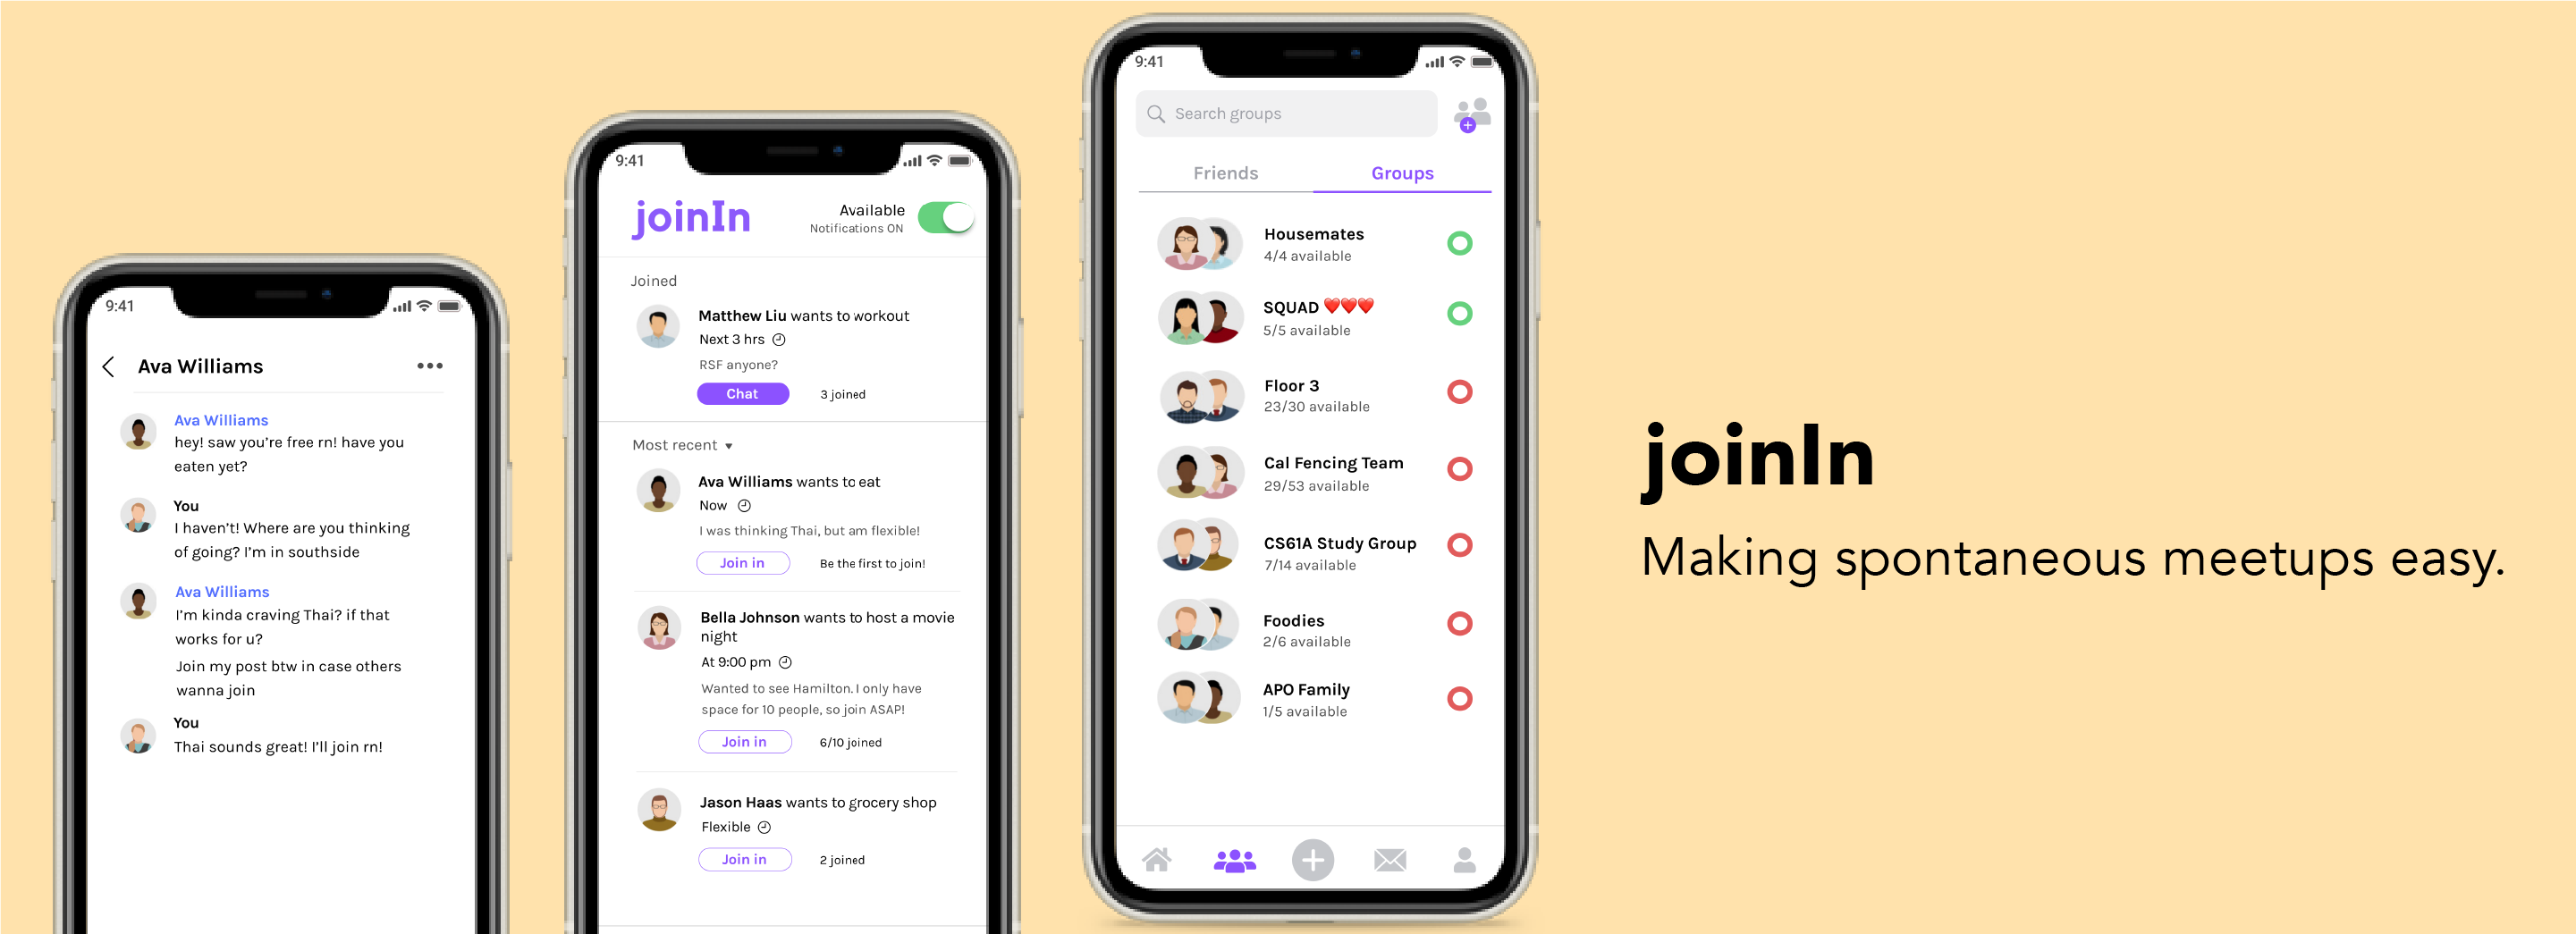 9:41
Ava Williams
Ava Williams
hey! saw you're free rn! have you
eaten yet?
You
I haven't! Where are you thinking
of going? I'm in southside
Ava Williams
I'm kinda craving Thai? if that
works for u?
Join my post btw in case others
wanna join
You
Thai sounds great! I'll join rn!
9:41
joinIn
Available
Notifications ON
Joined
Matthew Liu wants to workout
Next 3 hrs
RSF anyone?
Chat
3 joined
Most recent
Ava Williams wants to eat
Now
I was thinking Thai, but am flexible!
Join in
Be the first to join!
Bella Johnson wants to host a movie
night
At 9:00 pm
Wanted to see Hamilton. I only have
space for 10 people, so join ASAP!
Join in
6/10 joined
Jason Haas wants to grocery shop
Flexible
Join in
2 joined
9:41
Search groups
Friends
Groups
Housemates
4/4 available
SQUAD ❤️❤️❤️
5/5 available
Floor 3
23/30 available
Cal Fencing Team
29/53 available
CS61A Study Group
7/14 available
Foodies
2/6 available
APO Family
1/5 available
joinIn
Making spontaneous meetups easy.